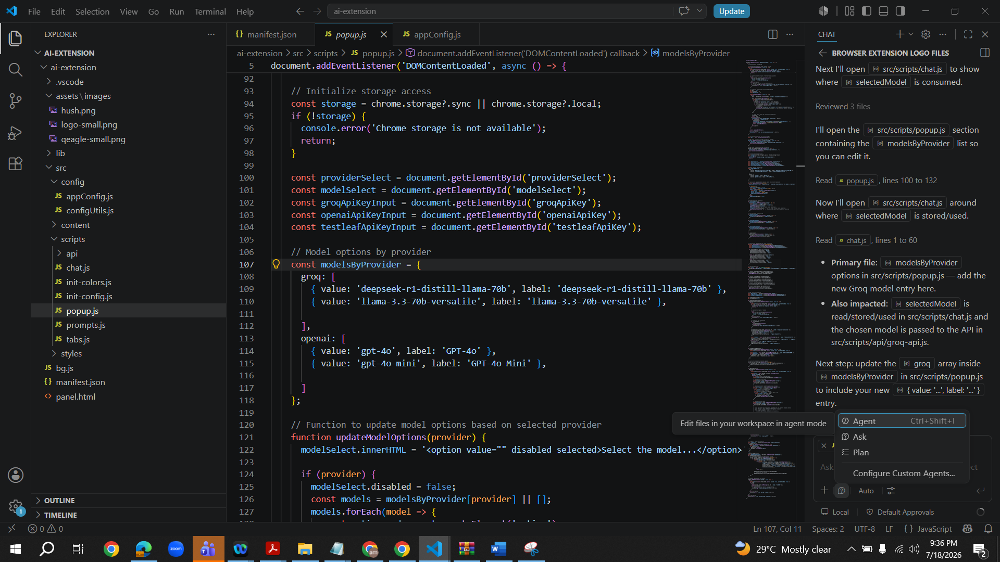 File Edit Selection View Go Run Terminal Help
ai-extension
Update
EXPLORER
AI-EXTENSION
ai-extension
.vscode
assets\images
hush.png
logo-small.png
qeagle-small.png
lib
src
config
JS appConfig.js
JS configUtils.js
content
scripts
api
JS chat.js
JS init-colors.js
JS init-config.js
JS popup.js
JS prompts.js
JS tabs.js
styles
JS bg.js
{} manifest.json
<> panel.html
OUTLINE
TIMELINE
{} manifest.json
JS popup.js
JS appConfig.js
ai-extension > src > scripts > JS popup.js > document.addEventListener('DOMContentLoaded') callback > modelsByProvider
5 document.addEventListener('DOMContentLoaded', async () => {
92
93 // Initialize storage access
94 const storage = chrome.storage?.sync || chrome.storage?.local;
95 if (!storage) {
96 console.error('Chrome storage is not available');
97 return;
98 }
99
100 const providerSelect = document.getElementById('providerSelect');
101 const modelSelect = document.getElementById('modelSelect');
102 const groqApiKeyInput = document.getElementById('groqApiKey');
103 const openaiApiKeyInput = document.getElementById('openaiApiKey');
104 const testleafApiKeyInput = document.getElementById('testleafApiKey');
105
106 // Model options by provider
107 const modelsByProvider = {
108 groq: [
109 { value: 'deepseek-r1-distill-llama-70b', label: 'deepseek-r1-distill-llama-70b' },
110 { value: 'llama-3.3-70b-versatile', label: 'llama-3.3-70b-versatile' },
111
112 ],
113 openai: [
114 { value: 'gpt-4o', label: 'GPT-4o' },
115 { value: 'gpt-4o-mini', label: 'GPT-4o Mini' },
116
117 ]
118 };
119
120 // Function to update model options based on selected provider
121 function updateModelOptions(provider) {
122 modelSelect.innerHTML = '<option value="" disabled selected>Select the model...</option>
123
124 if (provider) {
125 modelSelect.disabled = false;
126 const models = modelsByProvider[provider] || [];
127 models.forEach(model => {
CHAT
BROWSER EXTENSION LOGO FILES
Next I'll open src/scripts/chat.js to show
where selectedModel is consumed.
Reviewed 3 files
I'll open the src/scripts/popup.js section
containing the modelsByProvider list so
you can edit it.
Read JS popup.js , lines 100 to 132
Now I'll open src/scripts/chat.js around
where selectedModel is stored/used.
Read JS chat.js , lines 1 to 60
• Primary file: modelsByProvider
options in src/scripts/popup.js — add the
new Groq model entry here.
• Also impacted: selectedModel is
read/stored/used in src/scripts/chat.js and
the chosen model is passed to the API in
src/scripts/api/groq-api.js.
Next step: update the groq array inside
modelsByProvider in src/scripts/popup.js
to include your new { value: '...', label: '...' }
entry.
Edit files in your workspace in agent mode
Agent Ctrl+Shift+I
Ask
Plan
Configure Custom Agents...
Ask
Auto
Local Default Approvals
1
0 0
Ln 107, Col 11 Spaces: 2 UTF-8 LF {} JavaScript
zoom
am
29°C Mostly clear
9:36 PM
7/18/2026
2